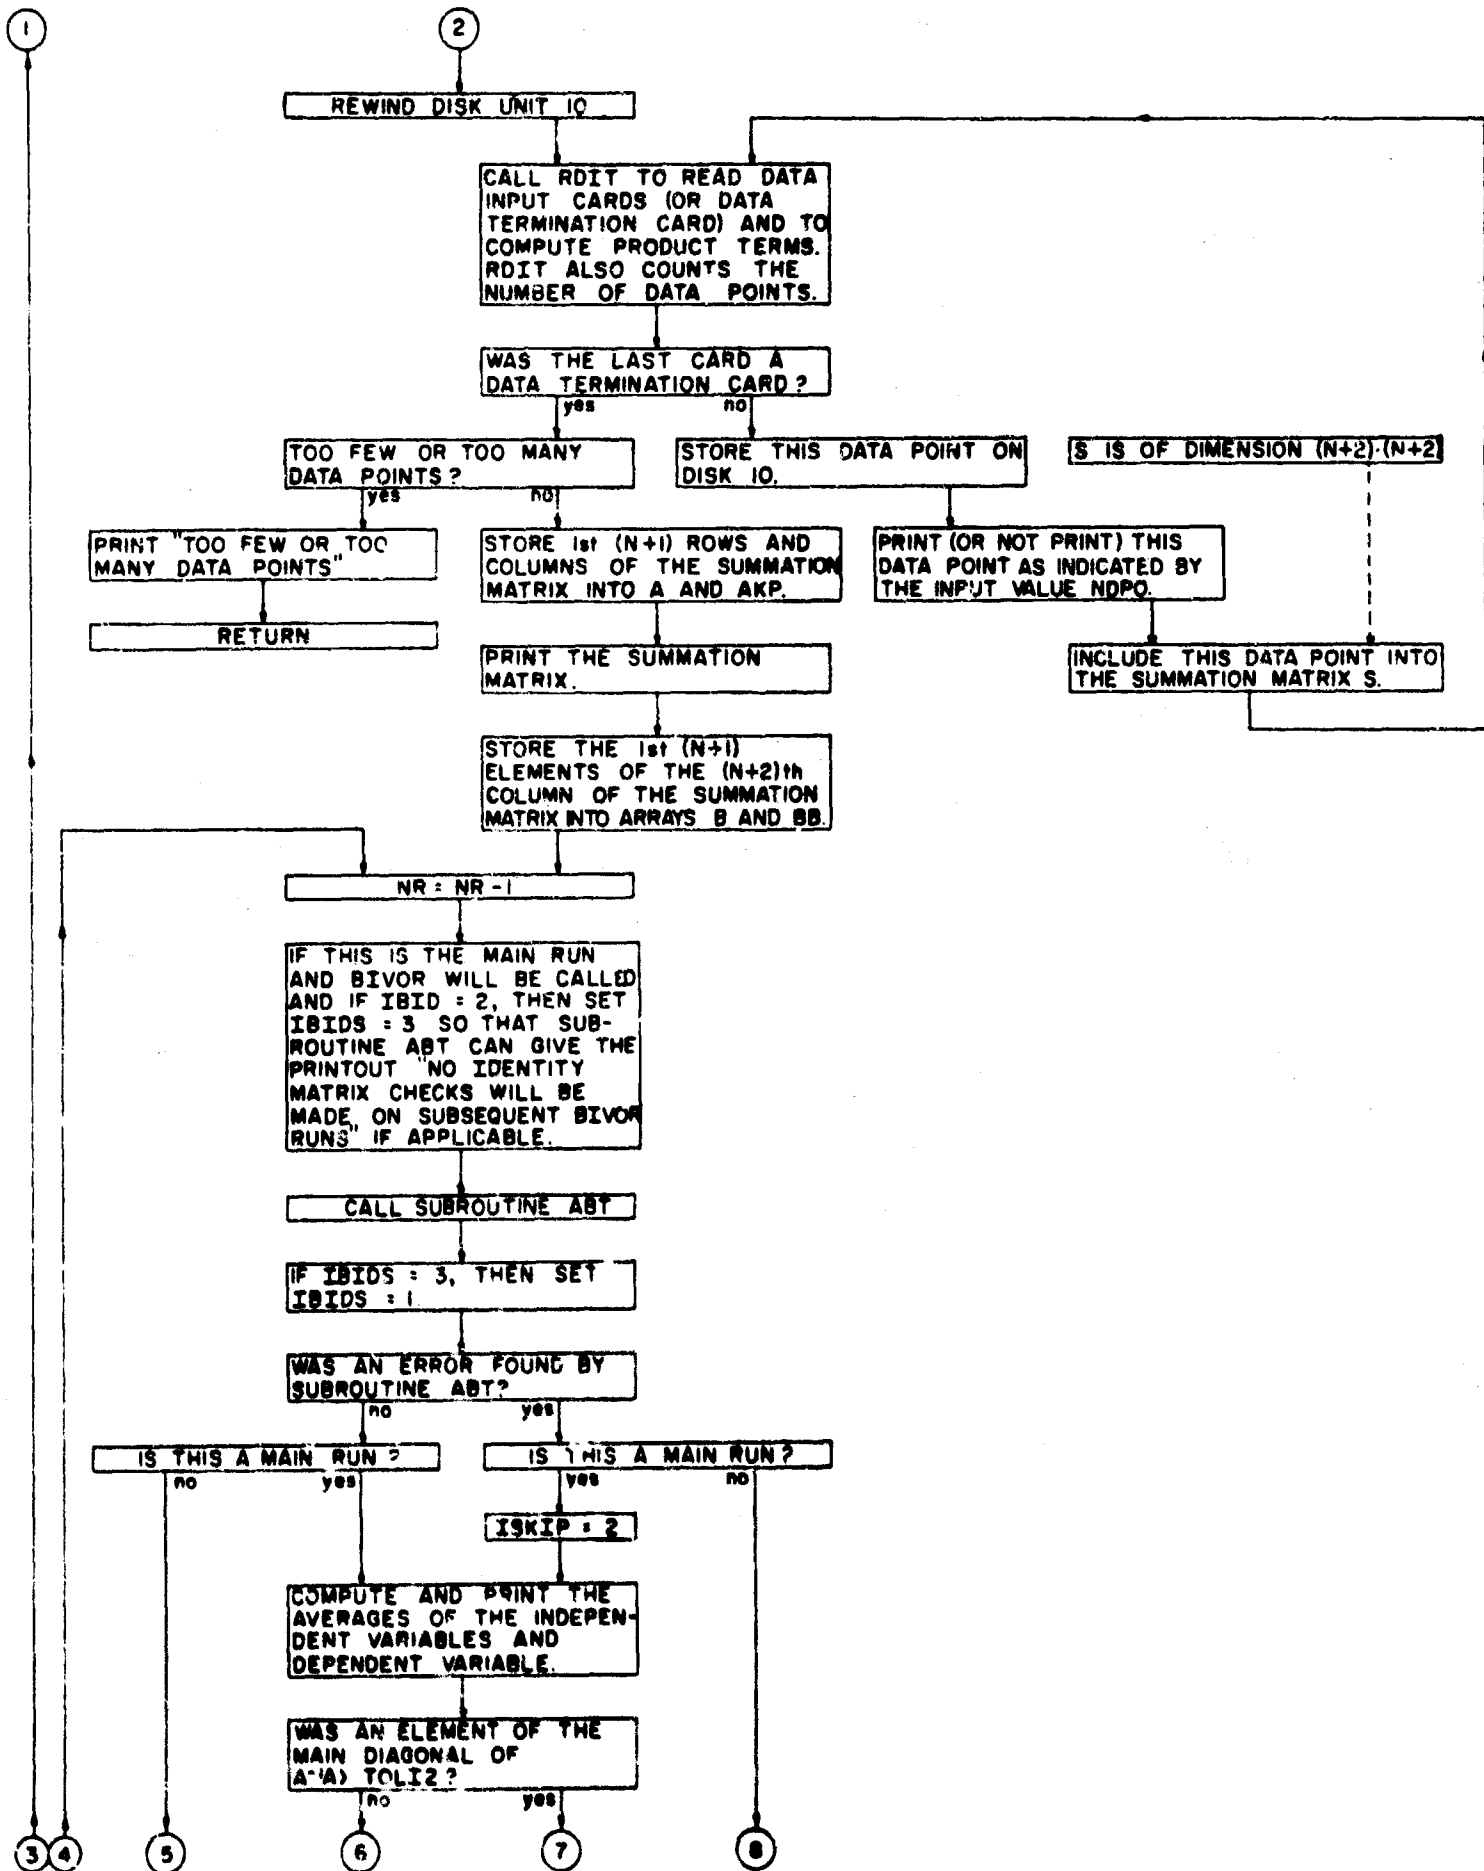 1
2
REWIND DISK UNIT 10
CALL RDIT TO READ DATA
INPUT CARDS (OR DATA
TERMINATION CARD) AND TO
COMPUTE PRODUCT TERMS.
RDIT ALSO COUNTS THE
NUMBER OF DATA POINTS.
WAS THE LAST CARD A
DATA TERMINATION CARD?
yes
no
TOO FEW OR TOO MANY
DATA POINTS?
yes
no
STORE THIS DATA POINT ON
DISK 10.
S IS OF DIMENSION (N+2)·(N+2)
PRINT "TOO FEW OR TOO
MANY DATA POINTS"
RETURN
STORE 1st (N+1) ROWS AND
COLUMNS OF THE SUMMATION
MATRIX INTO A AND AKP.
PRINT (OR NOT PRINT) THIS
DATA POINT AS INDICATED BY
THE INPUT VALUE NDPO.
PRINT THE SUMMATION
MATRIX.
INCLUDE THIS DATA POINT INTO
THE SUMMATION MATRIX S.
STORE THE 1st (N+1)
ELEMENTS OF THE (N+2)th
COLUMN OF THE SUMMATION
MATRIX INTO ARRAYS B AND BB.
NR = NR - 1
IF THIS IS THE MAIN RUN
AND BIVOR WILL BE CALLED
AND IF IBID = 2, THEN SET
IBIDS = 3 SO THAT SUB-
ROUTINE ABT CAN GIVE THE
PRINTOUT "NO IDENTITY
MATRIX CHECKS WILL BE
MADE ON SUBSEQUENT BIVOR
RUNS" IF APPLICABLE.
CALL SUBROUTINE ABT
IF IBIDS = 3, THEN SET
IBIDS = 1
WAS AN ERROR FOUND BY
SUBROUTINE ABT?
no
yes
IS THIS A MAIN RUN?
no
yes
IS THIS A MAIN RUN?
yes
no
ISKIP = 2
COMPUTE AND PRINT THE
AVERAGES OF THE INDEPEN-
DENT VARIABLES AND
DEPENDENT VARIABLE.
WAS AN ELEMENT OF THE
MAIN DIAGONAL OF
TOLI2?
no
yes
3
4
5
6
7
8